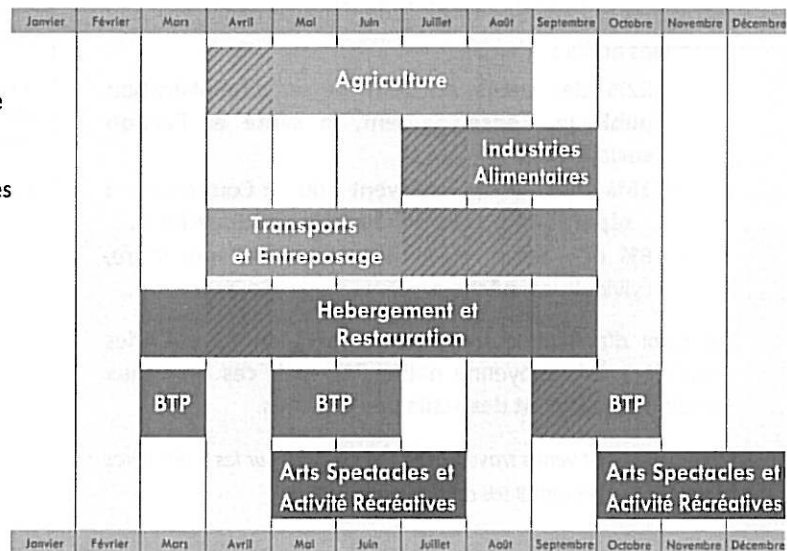 Janvier Février Mars Avril Mai Juin Juillet Août Septembre Octobre Novembre Décembre
e
es
Agriculture
Industries
Alimentaires
Transports
et Entreposage
Hebergement et
Restauration
BTP BTP BTP
Arts Spectacles et Arts Spectacles et
Activité Récréatives Activité Récréatives
Janvier Février Mars Avril Mai Juin Juillet Août Septembre Octobre Novembre Décembre